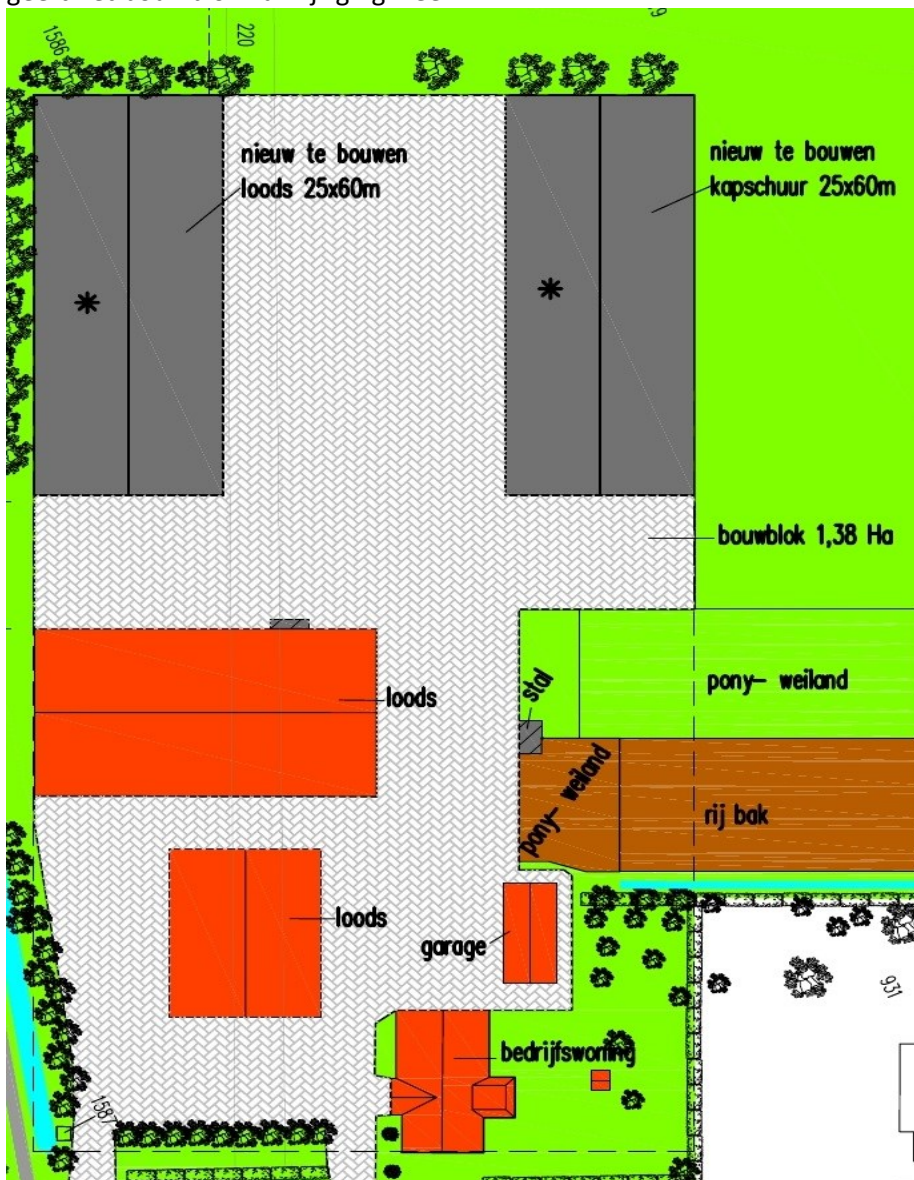 1586
220
nieuw te bouwen
loods 25x60m
nieuw te bouwen
kapschuur 25x60m
bouwblok 1,38 Ha
loods
stal
pony- weiland
pony- weiland
rij bak
loods
garage
931
bedrijfswoning
1587